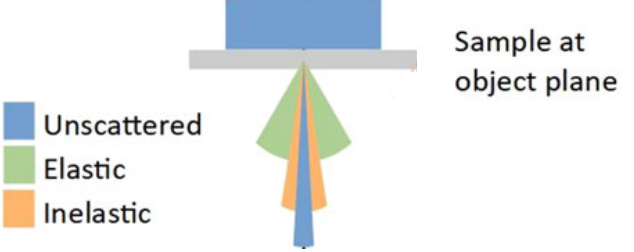 Sample at
object plane
Unscattered
Elastic
Inelastic